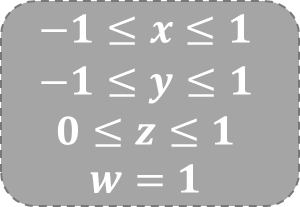 −1 ≤ x ≤ 1
−1 ≤ y ≤ 1
0 ≤ z ≤ 1
w = 1